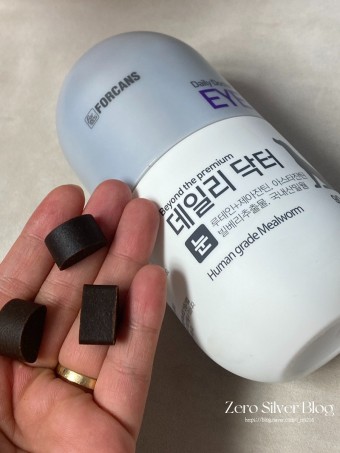 FORCANS
Daily
EYE
Beyond the premium
데일리 닥터
눈
루테인+제아잔틴, 아스타잔틴
빌베리추출물, 국내산밀웜
Human grade Mealworm
Zero Silver Blog